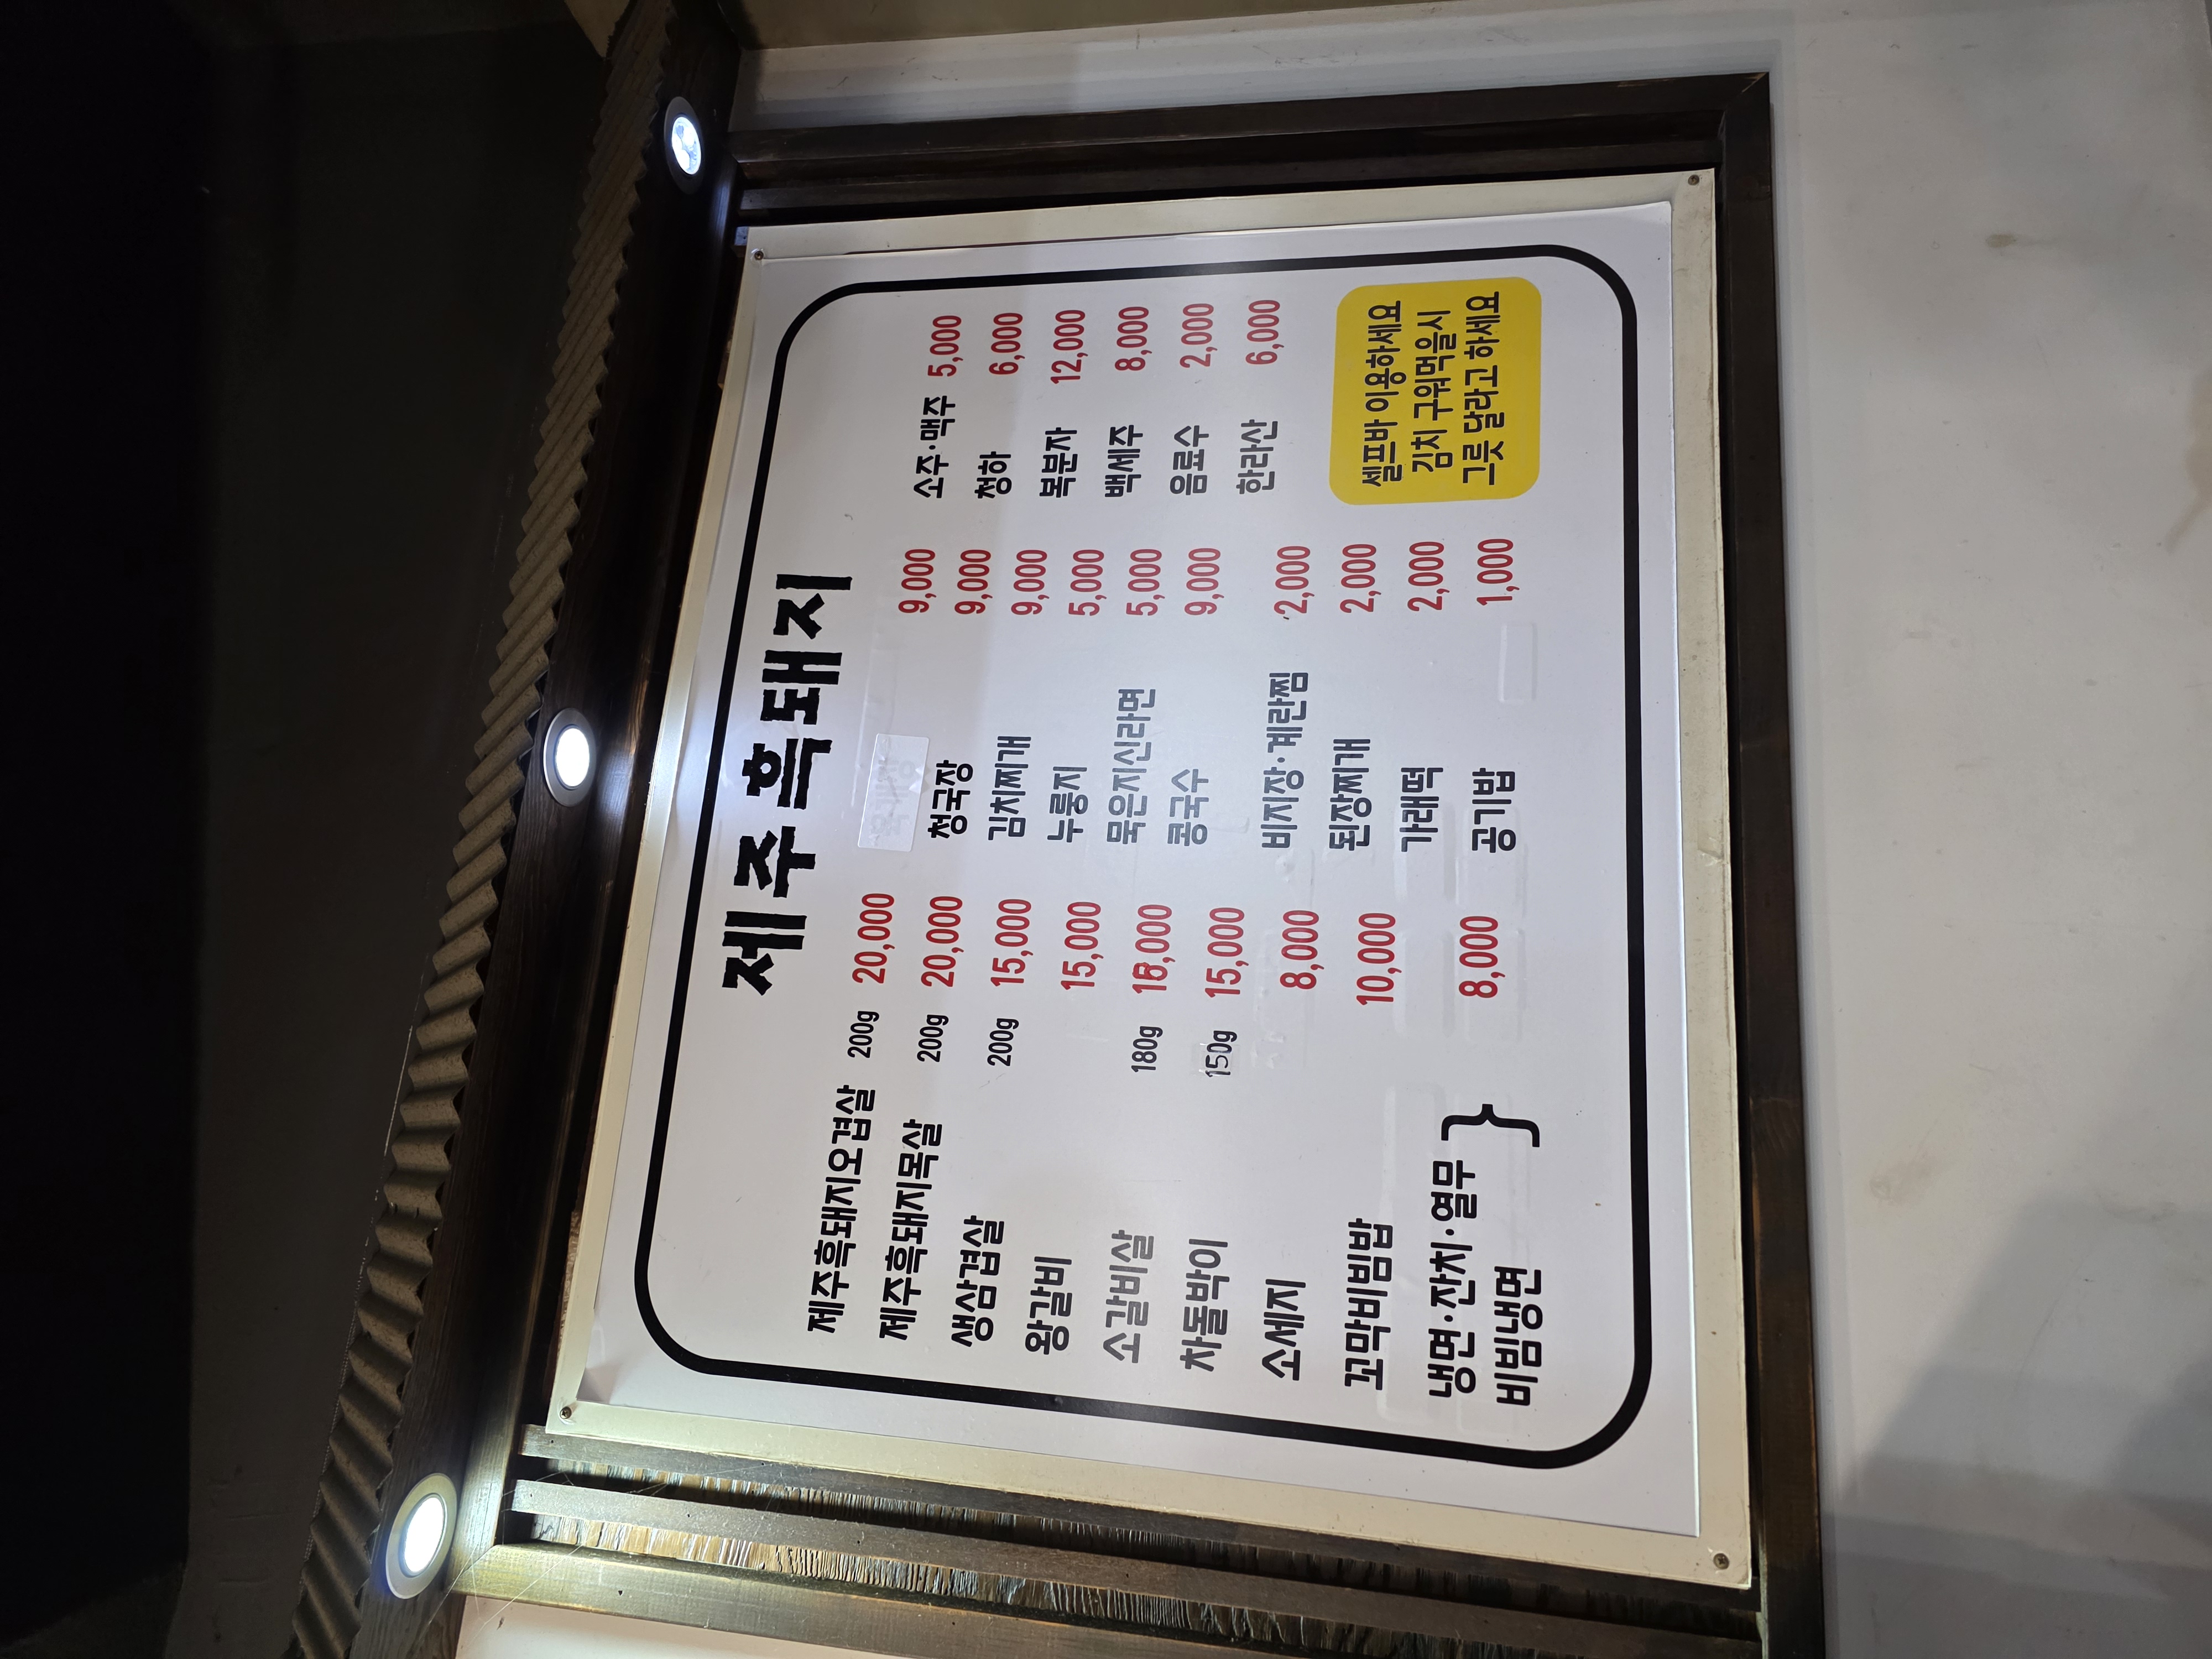 제주흑돼지
제주흑돼지오겹살 200g 20,000
제주흑돼지목살 200g 20,000
생삼겹살 200g 15,000
왕갈비 15,000
소갈비살 180g
차돌박이 150g 15,000
소세지 8,000
꼬막비빔밥 10,000
냉면·잔치·열무
비빔냉면 } 8,000
9,000
청국장 9,000
김치찌개 9,000
누룽지 5,000
묵은지신라면 5,000
콩국수 9,000
비지장·계란찜 2,000
된장찌개 2,000
가래떡 2,000
공기밥 1,000
소주·맥주 5,000
청하 6,000
복분자 12,000
백세주 8,000
음료수 2,000
한라산 6,000
셀프바 이용하세요
김치 구워먹을시
그릇 달라고 하세요